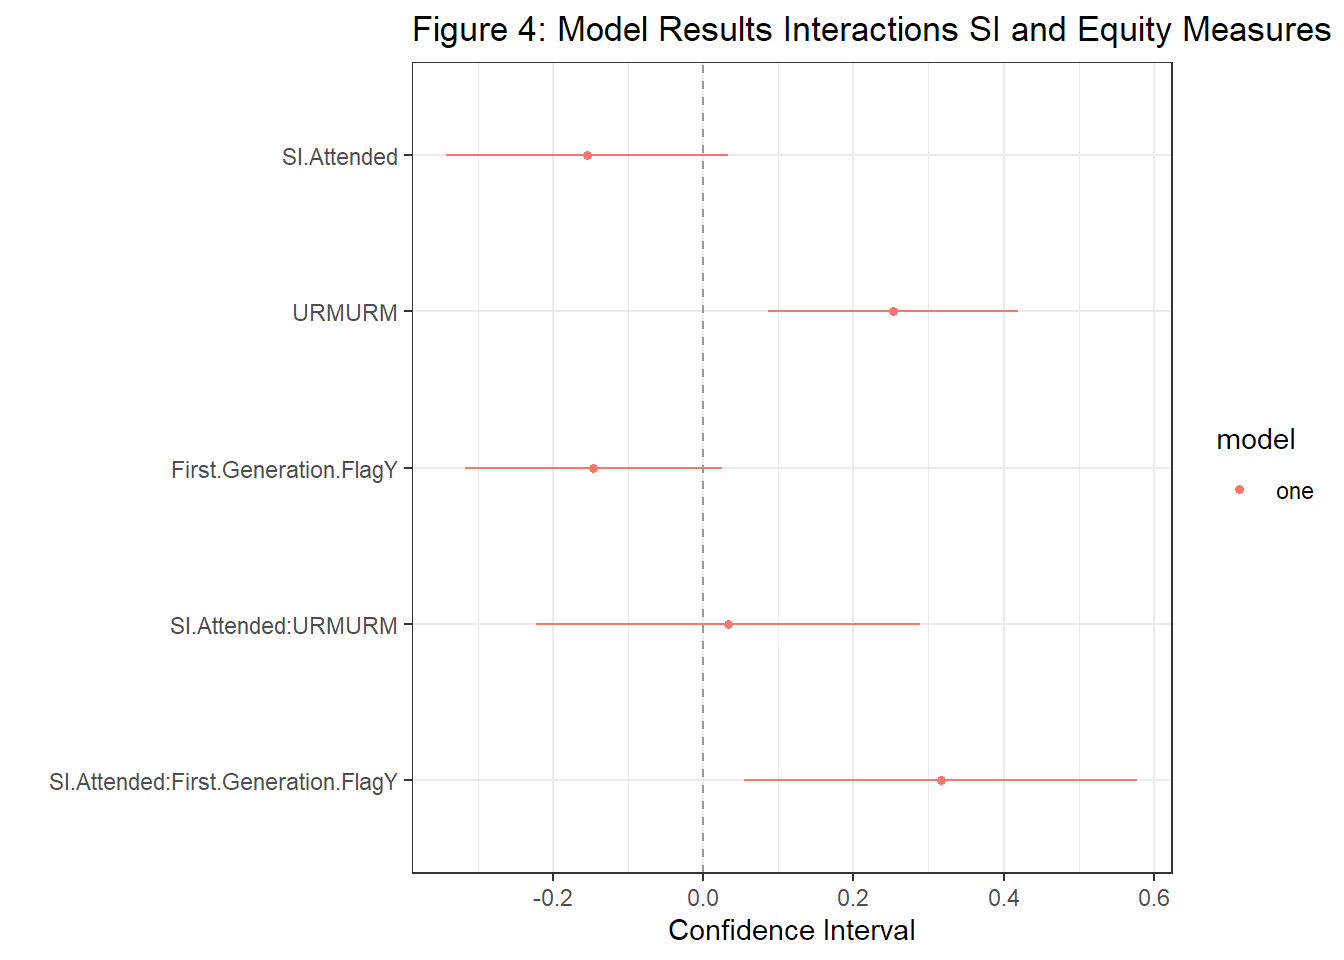 Figure 4: Model Results Interactions SI and Equity Measures
SI.Attended
URMURM
First.Generation.FlagY
SI.Attended:URMURM
SI.Attended:First.Generation.FlagY
-0.2 0.0 0.2 0.4 0.6
Confidence Interval
model
one